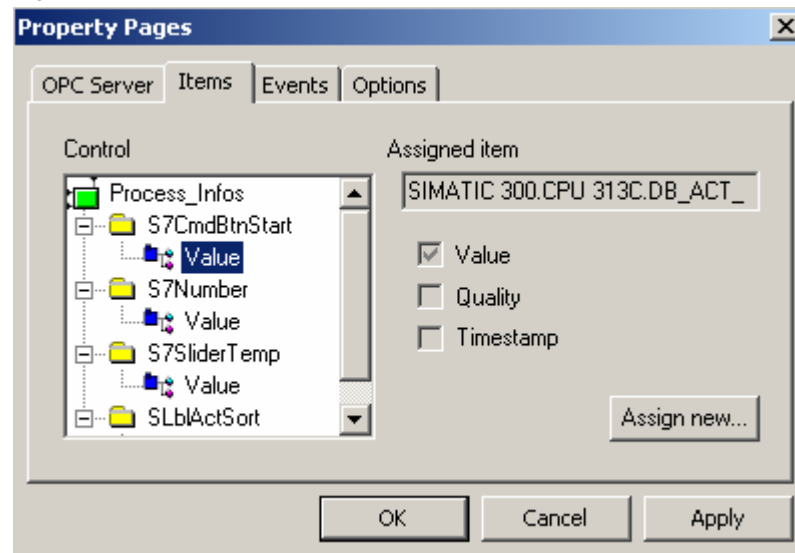 Property Pages
OPC Server Items Events Options
Control
Assigned item
Process_Infos
S7CmdBtnStart
Value
S7Number
Value
S7SliderTemp
Value
SLblActSort
SIMATIC 300.CPU 313C.DB_ACT_
Value
Quality
Timestamp
Assign new...
OK Cancel Apply